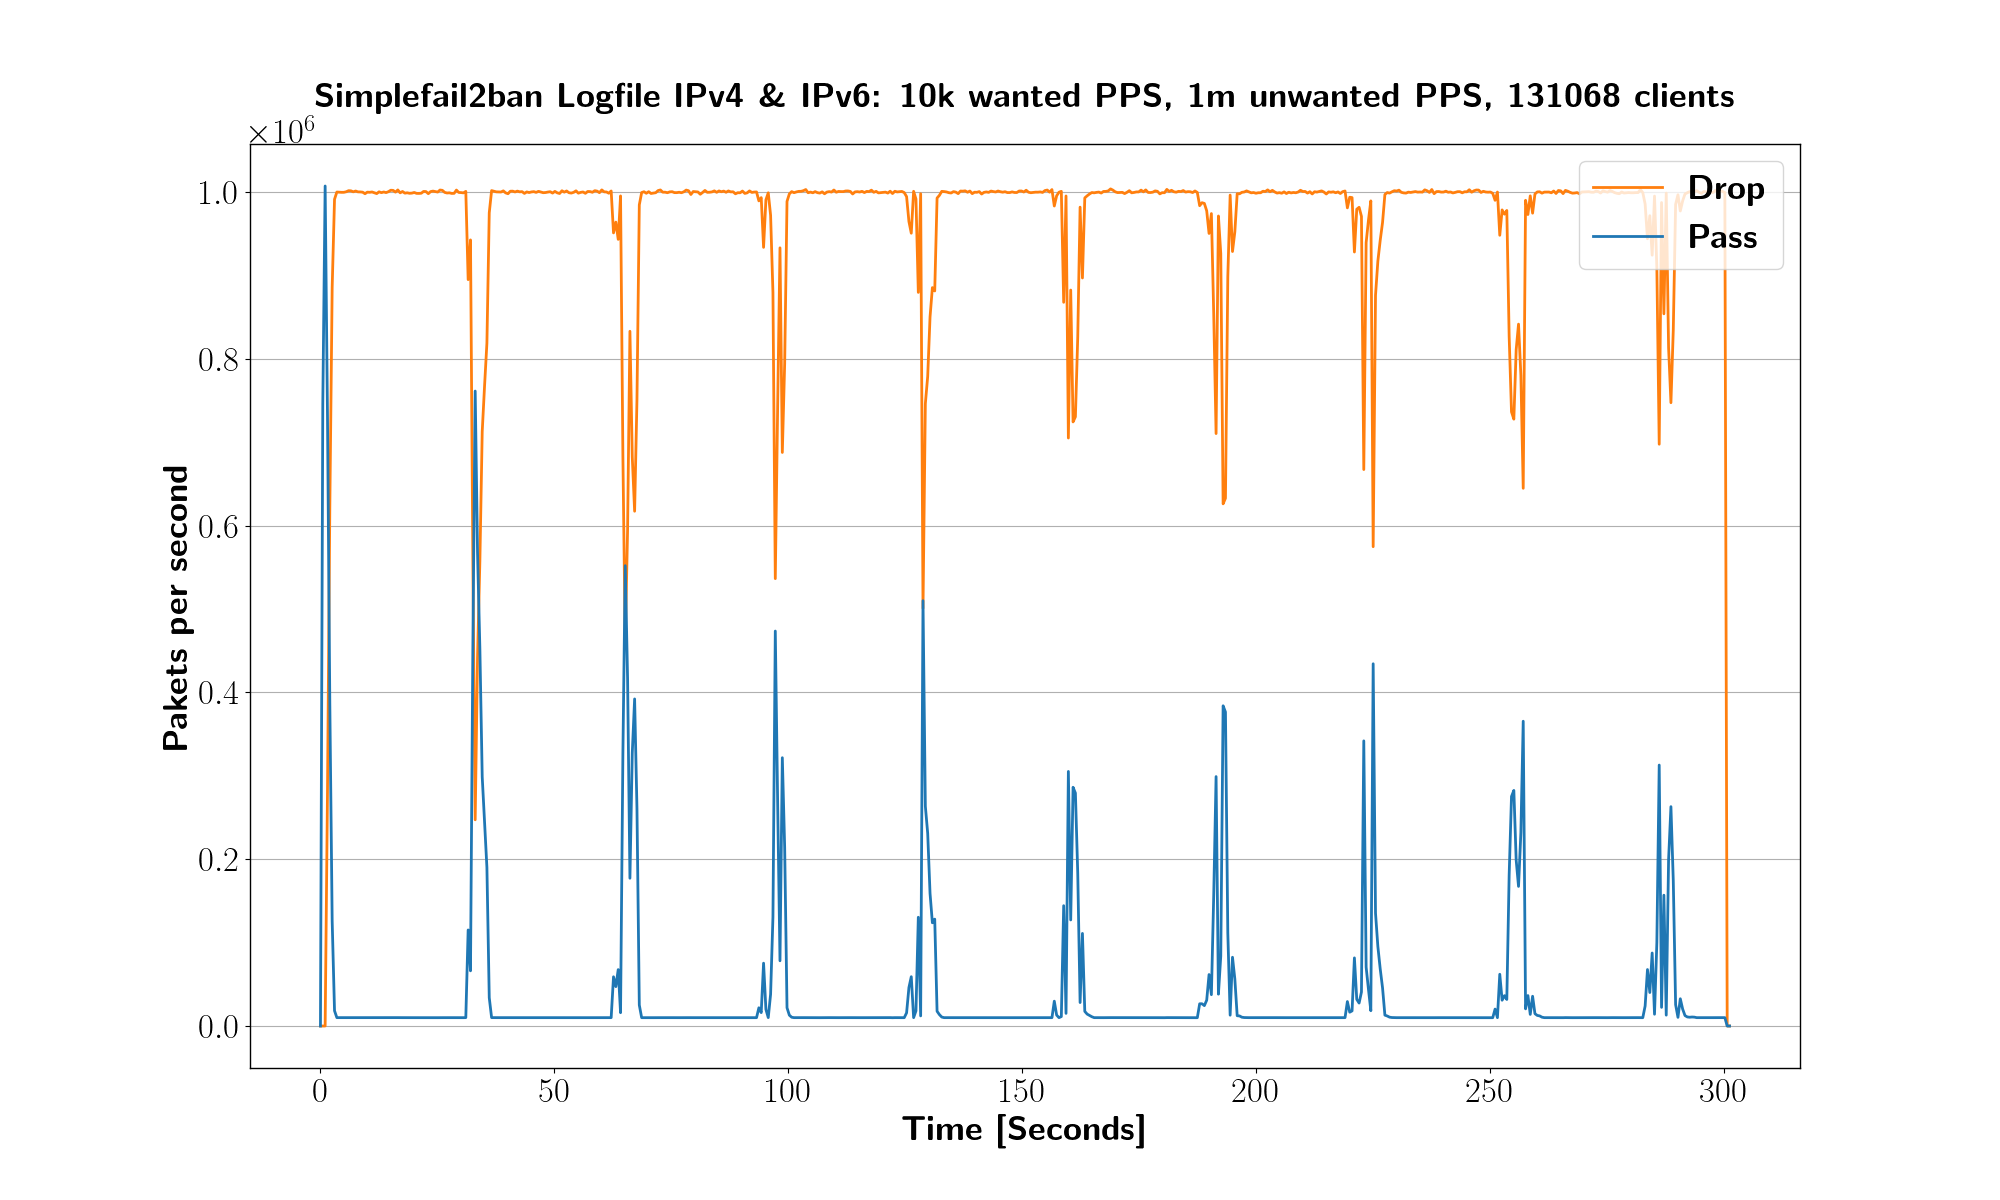 Simplefail2ban Logfile IPv4 & IPv6: 10k wanted PPS, 1m unwanted PPS, 131068 clients
×10⁶
1.0
0.8
0.6
0.4
0.2
0.0
Pakets per second
Drop
Pass
0 50 100 150 200 250 300
Time [Seconds]